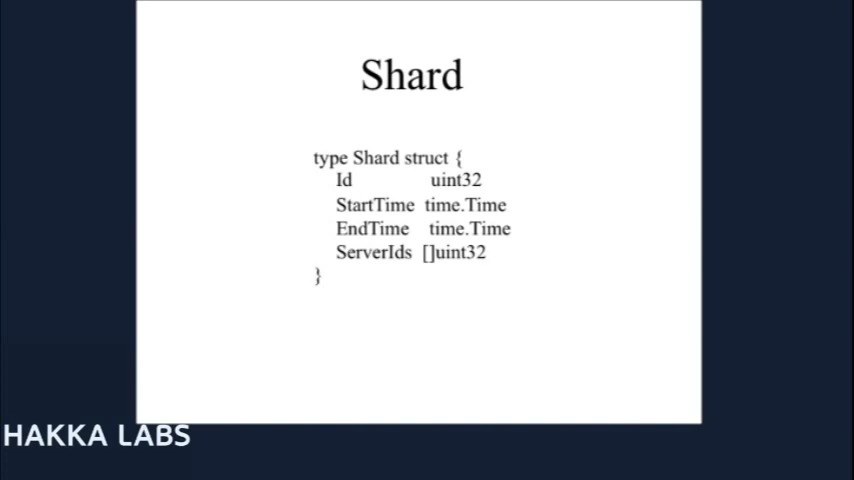 Shard
type Shard struct {
Id uint32
StartTime time.Time
EndTime time.Time
ServerIds []uint32
}
HAKKA LABS